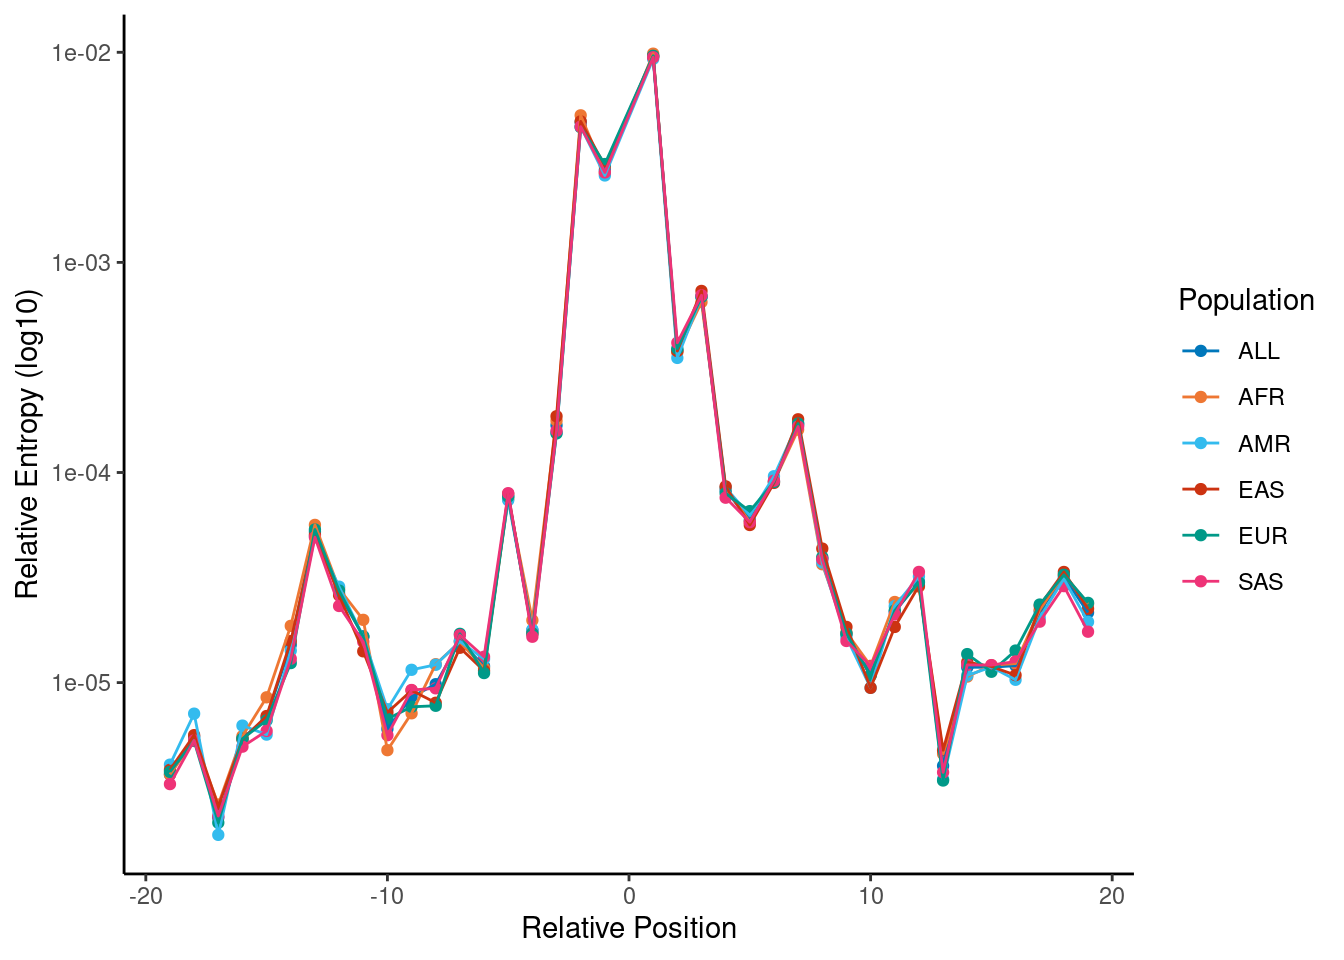 Relative Entropy (log10)
1e-02
1e-03
1e-04
1e-05
-20
-10
0
10
20
Relative Position
Population
ALL
AFR
AMR
EAS
EUR
SAS